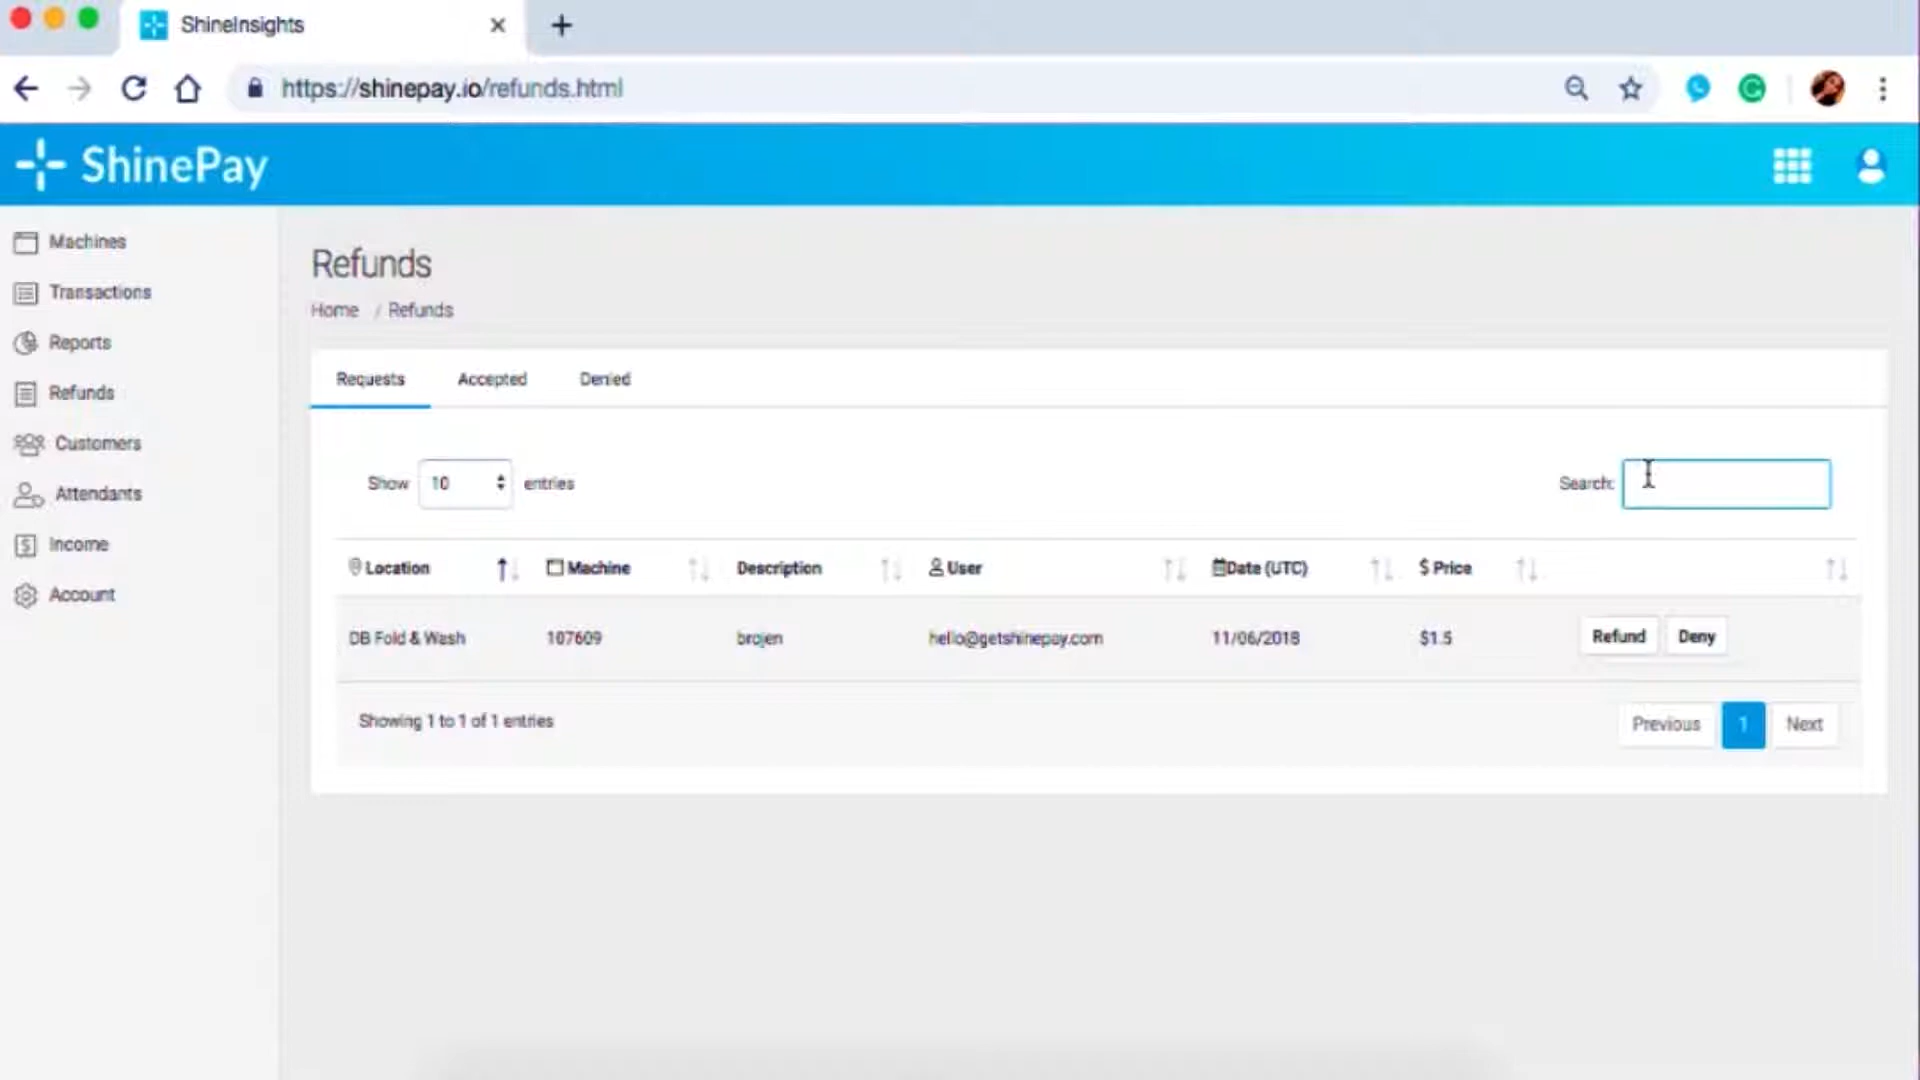 ShineInsights
https://shinepay.io/refunds.html
ShinePay
Machines
Transactions
Reports
Refunds
Customers
Attendants
Income
Account
Refunds
Home / Refunds
Requests Accepted Denied
Show 10 entries Search:
Location Machine Description User Date (UTC) $ Price
DB Fold & Wash 107609 brojen hello@getshinepay.com 11/06/2018 $1.5 Refund Deny
Showing 1 to 1 of 1 entries Previous 1 Next